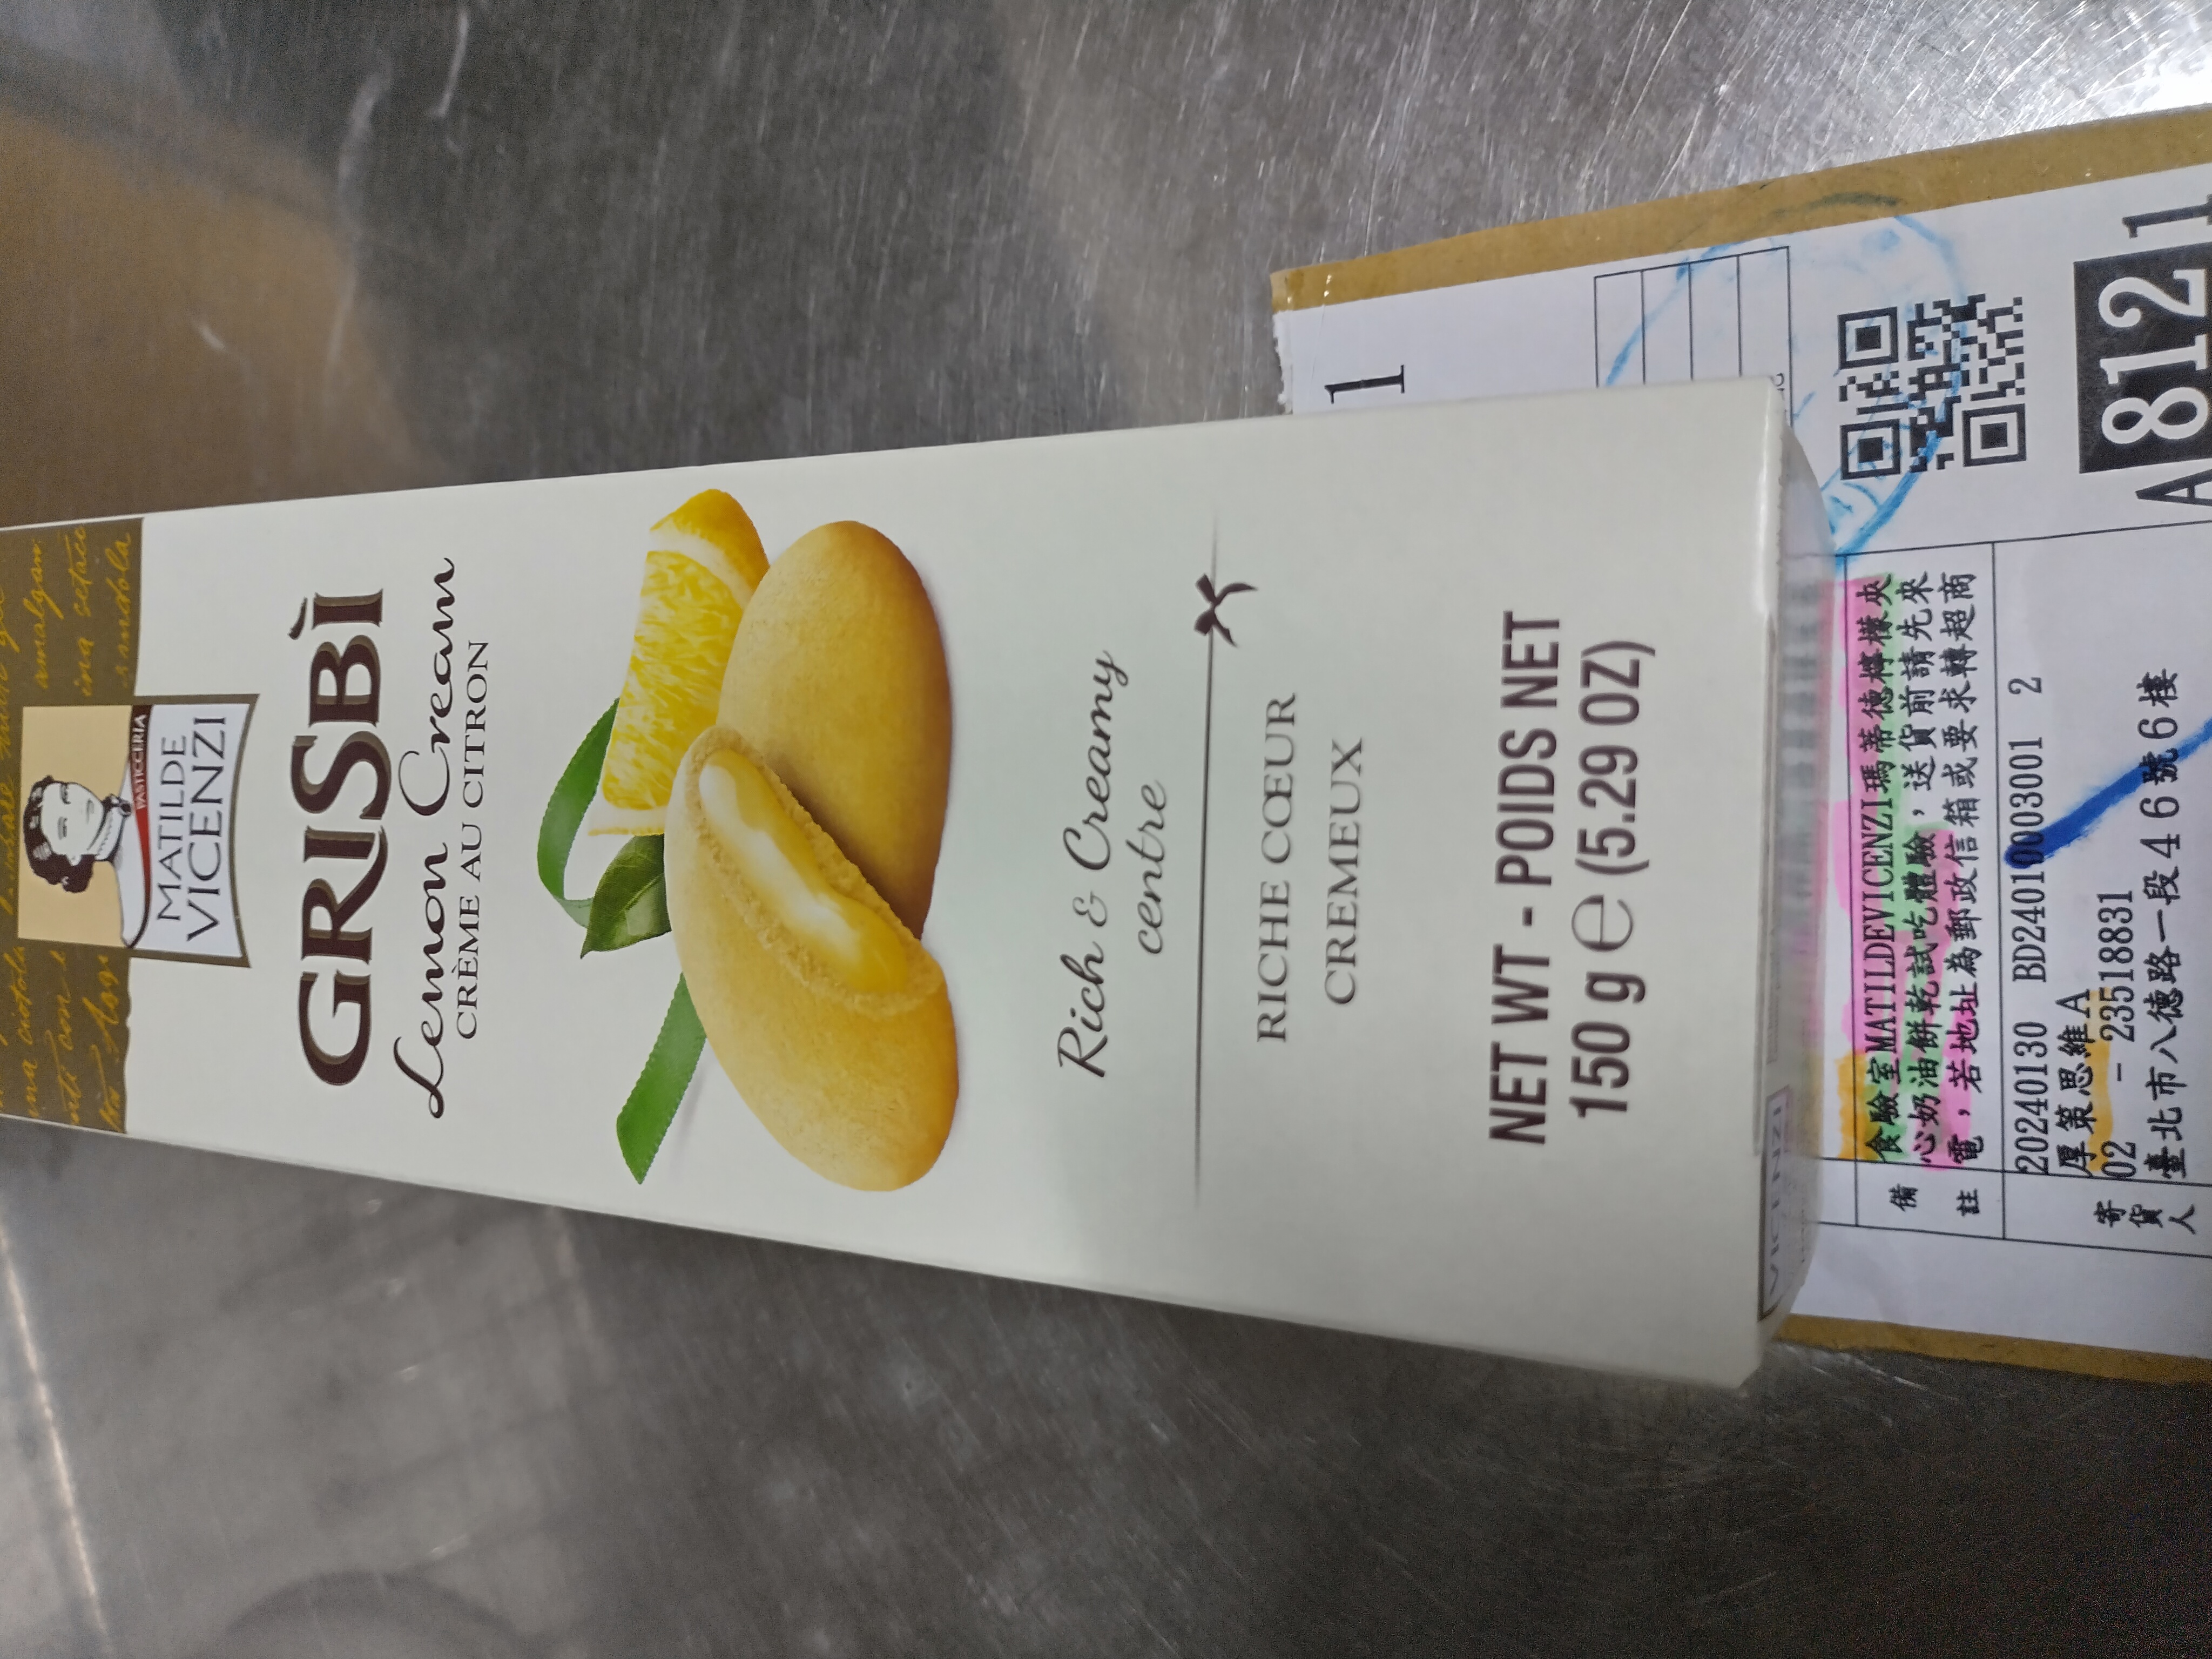 PASTICCERIA
MATILDE
VICENZI
GRISBÌ
Lemon Cream
CRÈME AU CITRON
Rich & Creamy
centre
RICHE CŒUR
CREMEUX
NET WT - POIDS NET
150 g ℮ (5.29 OZ)
1
備註
食驗室MATILDEVICENZI瑪蒂德檸檬夾
心奶油餅乾試吃體驗，送貨前請先來
電，若地址為郵政信箱或要求轉超商
20240130 BD240100003001 2
寄貨人
厚策思維A
02 - 23518831
臺北市八德路一段46號6樓
812
1
A
VICENZI